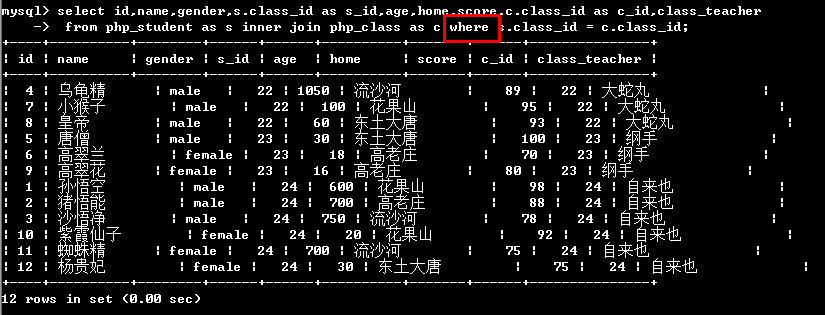 mysql> select id,name,gender,s.class_id as s_id,age,home,score,c.class_id as c_id,class_teacher
-> from php_student as s inner join php_class as c where s.class_id = c.class_id;
+----+----------+--------+------+------+----------+-------+------+---------------+
| id | name | gender | s_id | age | home | score | c_id | class_teacher |
+----+----------+--------+------+------+----------+-------+------+---------------+
| 4 | 乌龟精 | male | 22 | 1050 | 流沙河 | 89 | 22 | 大蛇丸 |
| 7 | 小猴子 | male | 22 | 100 | 花果山 | 95 | 22 | 大蛇丸 |
| 8 | 皇帝 | male | 22 | 60 | 东土大唐 | 93 | 22 | 大蛇丸 |
| 5 | 唐僧 | male | 23 | 30 | 东土大唐 | 100 | 23 | 纲手 |
| 6 | 高翠兰 | female | 23 | 18 | 高老庄 | 70 | 23 | 纲手 |
| 9 | 高翠花 | female | 23 | 16 | 高老庄 | 80 | 23 | 纲手 |
| 1 | 孙悟空 | male | 24 | 600 | 花果山 | 98 | 24 | 自来也 |
| 2 | 猪悟能 | male | 24 | 700 | 高老庄 | 88 | 24 | 自来也 |
| 3 | 沙悟净 | male | 24 | 750 | 流沙河 | 78 | 24 | 自来也 |
| 10 | 紫霞仙子 | female | 24 | 20 | 花果山 | 92 | 24 | 自来也 |
| 11 | 蜘蛛精 | female | 24 | 700 | 流沙河 | 75 | 24 | 自来也 |
| 12 | 杨贵妃 | female | 24 | 30 | 东土大唐 | 75 | 24 | 自来也 |
+----+----------+--------+------+------+----------+-------+------+---------------+
12 rows in set (0.00 sec)